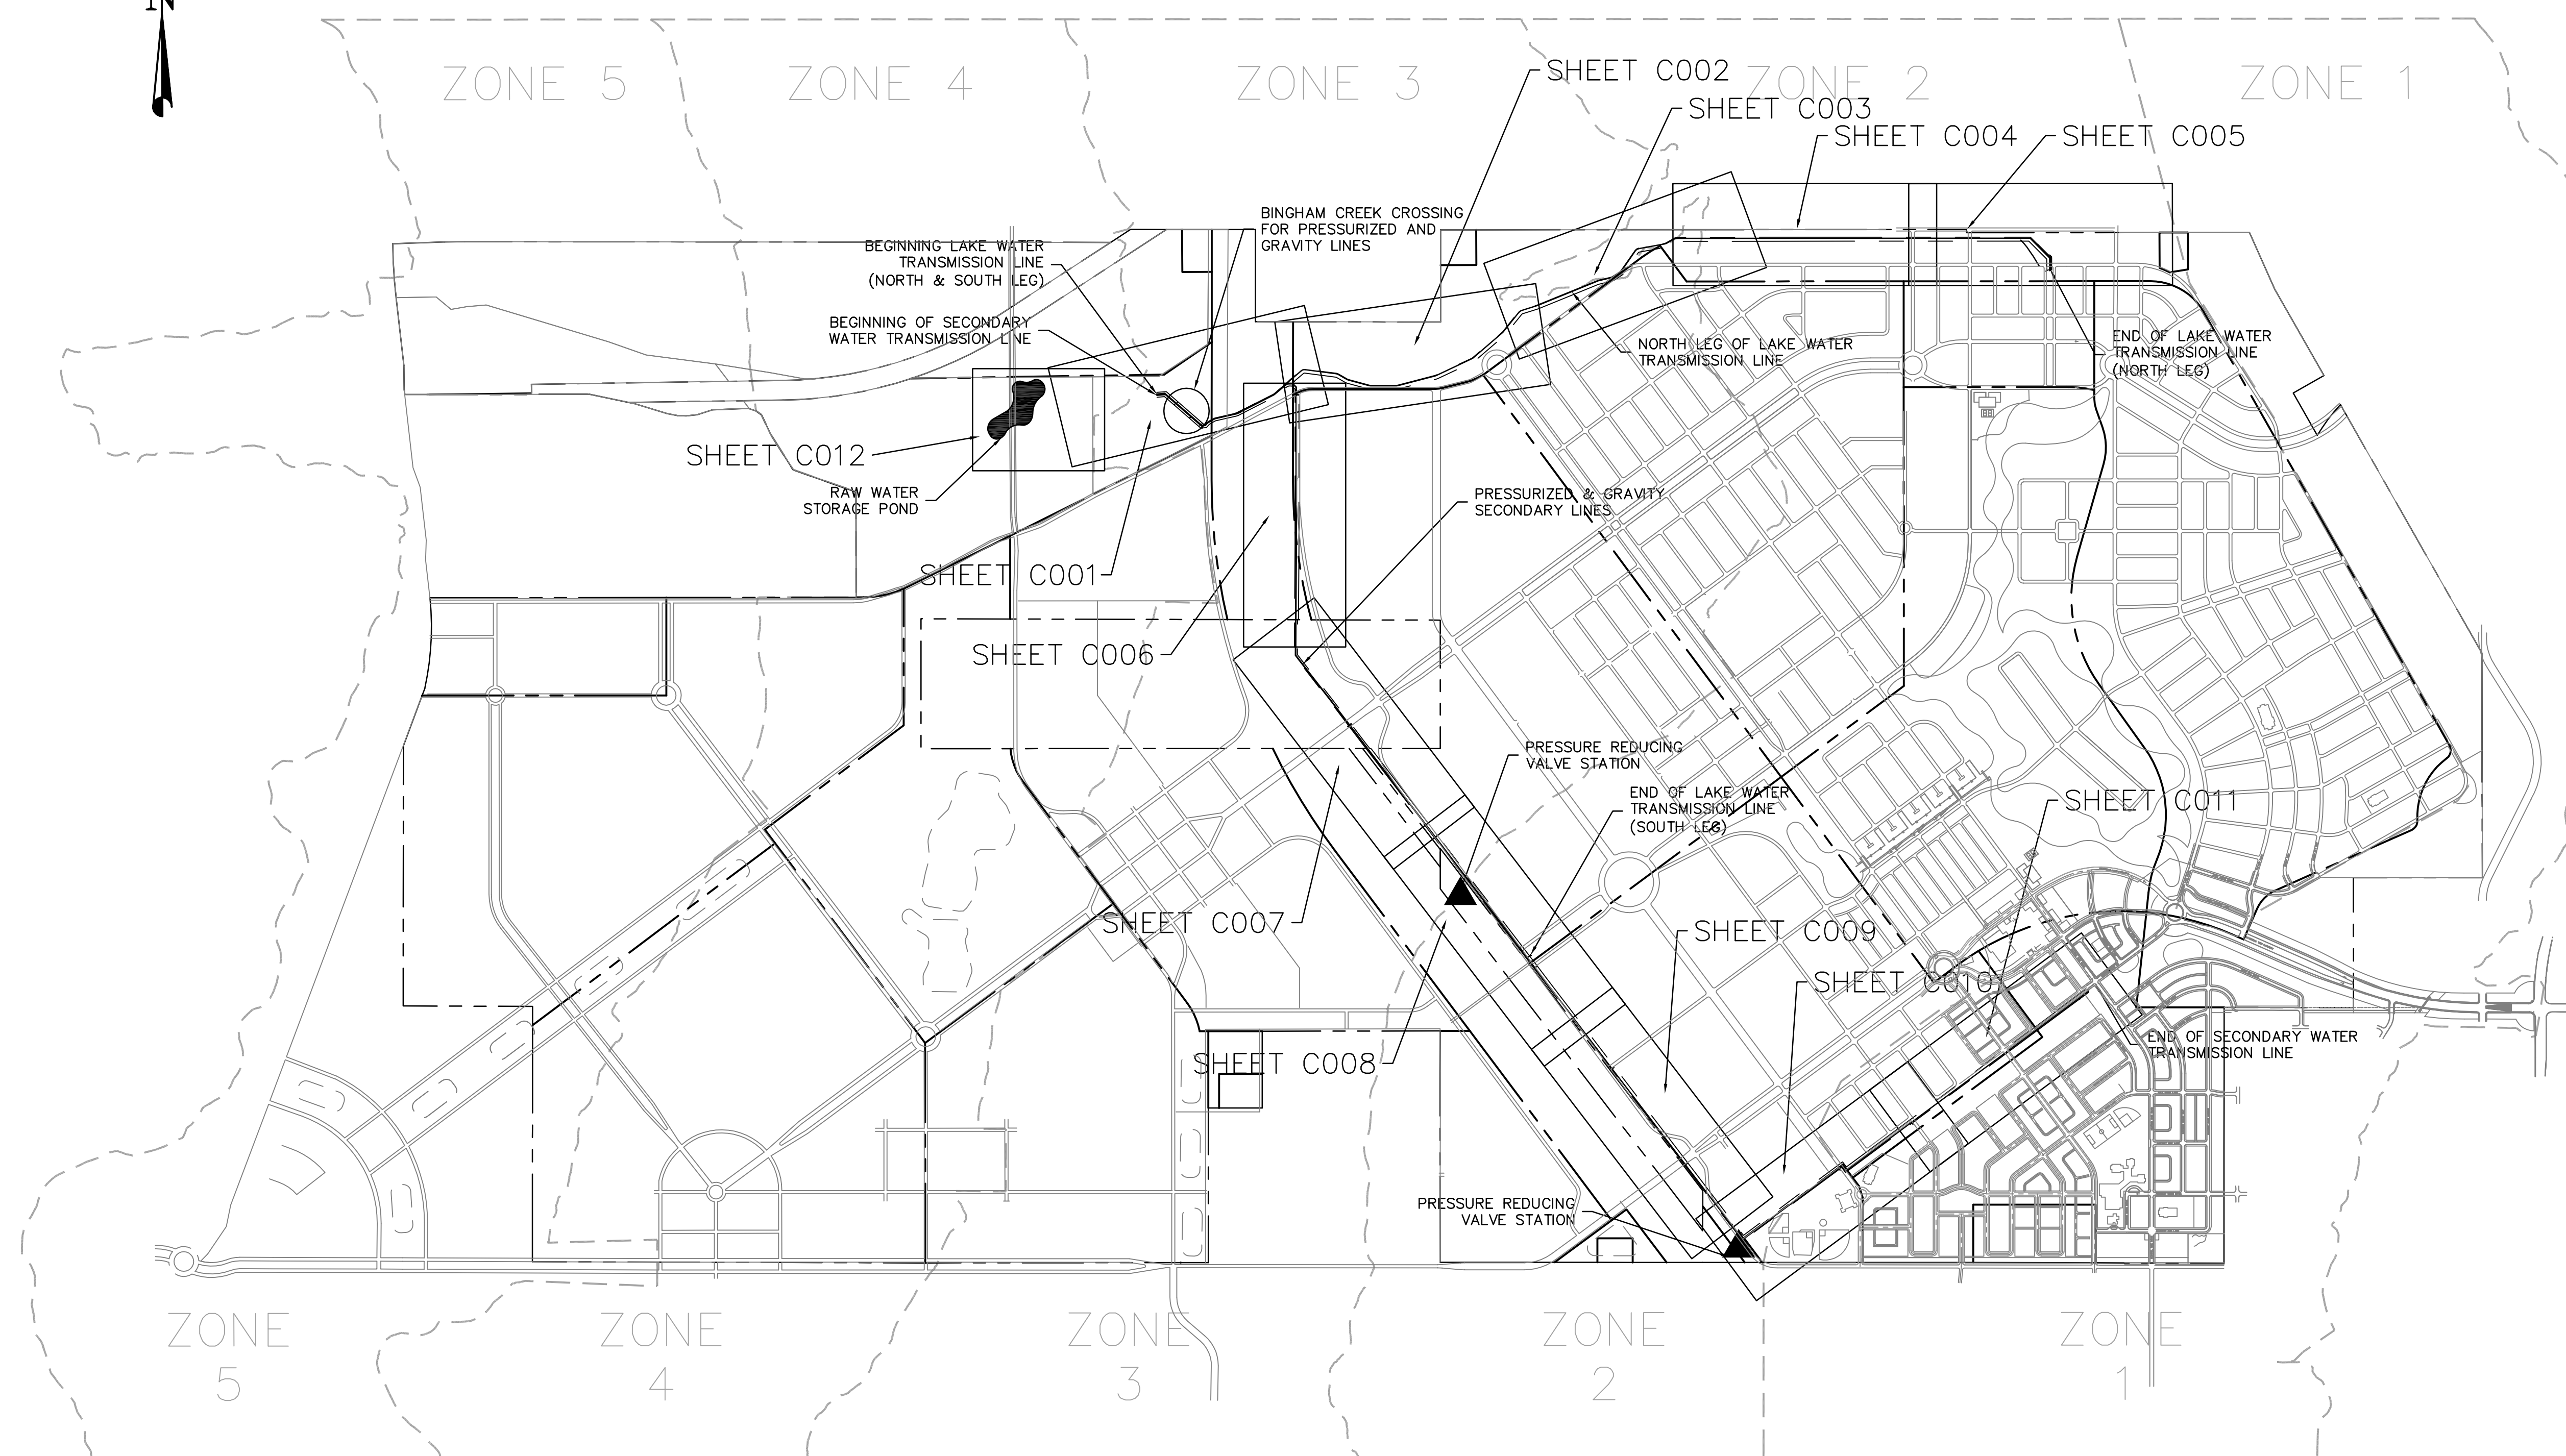 N
ZONE 5
ZONE 4
ZONE 3
ZONE 2
ZONE 1
SHEET C002
SHEET C003
SHEET C004
SHEET C005
BINGHAM CREEK CROSSING
FOR PRESSURIZED AND
GRAVITY LINES
BEGINNING LAKE WATER
TRANSMISSION LINE
(NORTH & SOUTH LEG)
BEGINNING OF SECONDARY
WATER TRANSMISSION LINE
NORTH LEG OF LAKE WATER
TRANSMISSION LINE
END OF LAKE WATER
TRANSMISSION LINE
(NORTH LEG)
SHEET C012
RAW WATER
STORAGE POND
PRESSURIZED & GRAVITY
SECONDARY LINES
SHEET C001
SHEET C006
PRESSURE REDUCING
VALVE STATION
END OF LAKE WATER
TRANSMISSION LINE
(SOUTH LEG)
SHEET C011
SHEET C007
SHEET C009
SHEET C010
SHEET C008
END OF SECONDARY WATER
TRANSMISSION LINE
PRESSURE REDUCING
VALVE STATION
ZONE
5
ZONE
4
ZONE
3
ZONE
2
ZONE
1